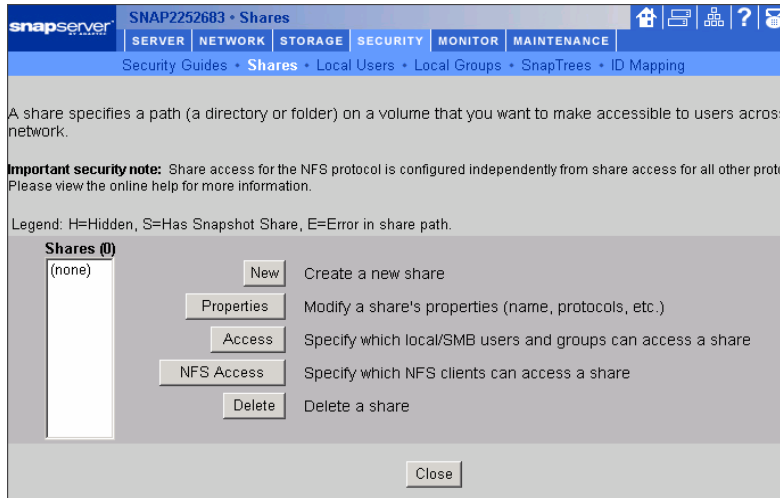 snapserver
BY ADAPTEC
SNAP2252683 • Shares
?
SERVER NETWORK STORAGE SECURITY MONITOR MAINTENANCE
Security Guides • Shares • Local Users • Local Groups • SnapTrees • ID Mapping
A share specifies a path (a directory or folder) on a volume that you want to make accessible to users acros
network.
Important security note: Share access for the NFS protocol is configured independently from share access for all other prot
Please view the online help for more information.
Legend: H=Hidden, S=Has Snapshot Share, E=Error in share path.
Shares (0)
(none)
New Create a new share
Properties Modify a share's properties (name, protocols, etc.)
Access Specify which local/SMB users and groups can access a share
NFS Access Specify which NFS clients can access a share
Delete Delete a share
Close